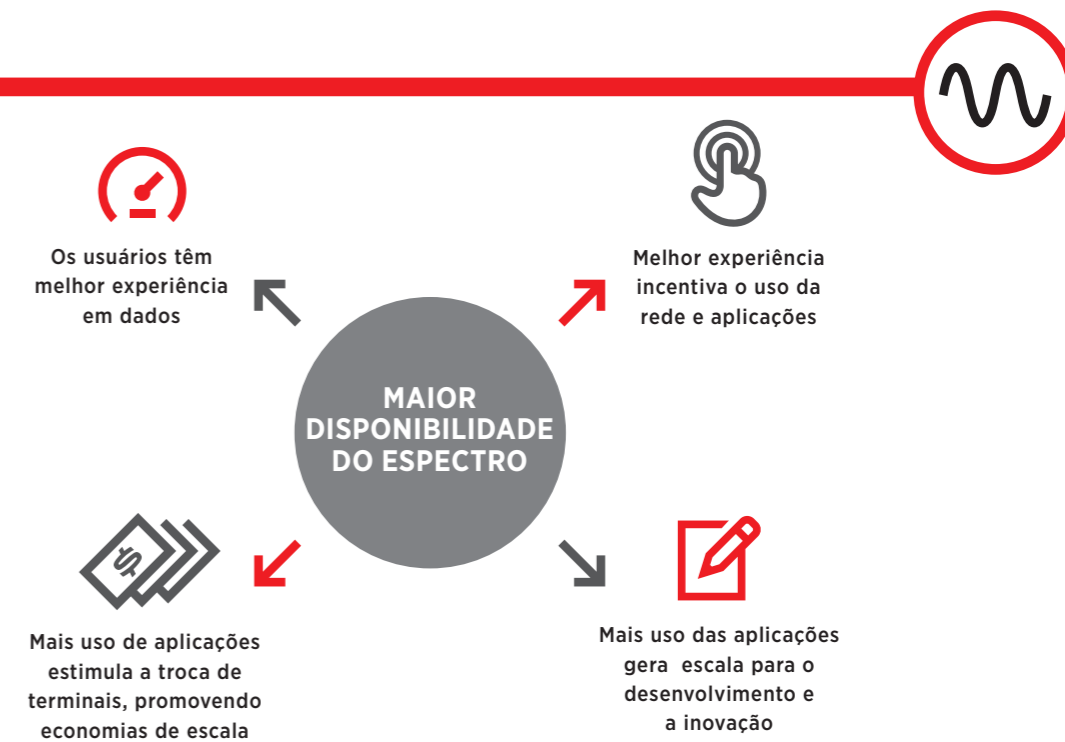 Os usuários têm
melhor experiência
em dados
Melhor experiência
incentiva o uso da
rede e aplicações
MAIOR
DISPONIBILIDADE
DO ESPECTRO
$
Mais uso de aplicações
estimula a troca de
terminais, promovendo
economias de escala
Mais uso das aplicações
gera escala para o
desenvolvimento e
a inovação